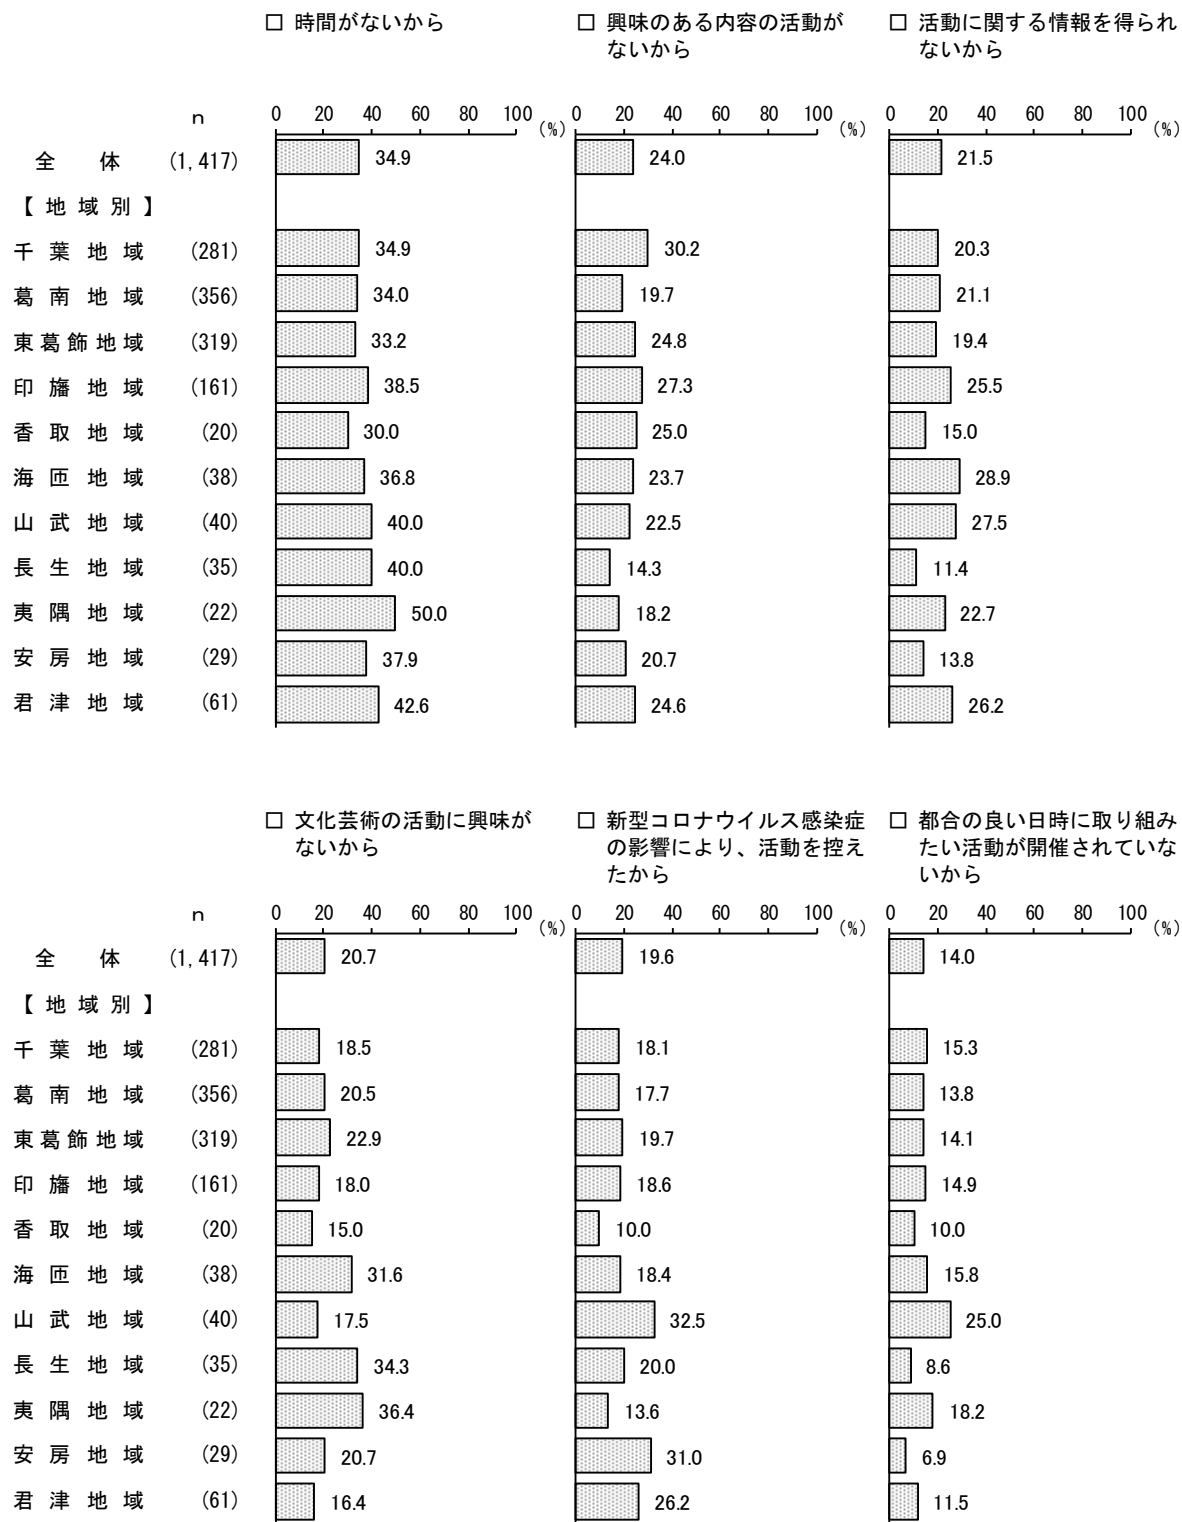 □ 時間がないから □ 興味のある内容の活動が □ 活動に関する情報を得られ
ないから ないから
n 0 20 40 60 80 100 (%) 0 20 40 60 80 100 (%) 0 20 40 60 80 100 (%)
全体 (1,417) 34.9 24.0 21.5
【地域別】
千葉地域 (281) 34.9 30.2 20.3
葛南地域 (356) 34.0 19.7 21.1
東葛飾地域 (319) 33.2 24.8 19.4
印旛地域 (161) 38.5 27.3 25.5
香取地域 (20) 30.0 25.0 15.0
海匝地域 (38) 36.8 23.7 28.9
山武地域 (40) 40.0 22.5 27.5
長生地域 (35) 40.0 14.3 11.4
夷隅地域 (22) 50.0 18.2 22.7
安房地域 (29) 37.9 20.7 13.8
君津地域 (61) 42.6 24.6 26.2
□ 文化芸術の活動に興味が □ 新型コロナウイルス感染症 □ 都合の良い日時に取り組み
ないから の影響により、活動を控え たい活動が開催されていな
たから いから
n 0 20 40 60 80 100 (%) 0 20 40 60 80 100 (%) 0 20 40 60 80 100 (%)
全体 (1,417) 20.7 19.6 14.0
【地域別】
千葉地域 (281) 18.5 18.1 15.3
葛南地域 (356) 20.5 17.7 13.8
東葛飾地域 (319) 22.9 19.7 14.1
印旛地域 (161) 18.0 18.6 14.9
香取地域 (20) 15.0 10.0 10.0
海匝地域 (38) 31.6 18.4 15.8
山武地域 (40) 17.5 32.5 25.0
長生地域 (35) 34.3 20.0 8.6
夷隅地域 (22) 36.4 13.6 18.2
安房地域 (29) 20.7 31.0 6.9
君津地域 (61) 16.4 26.2 11.5